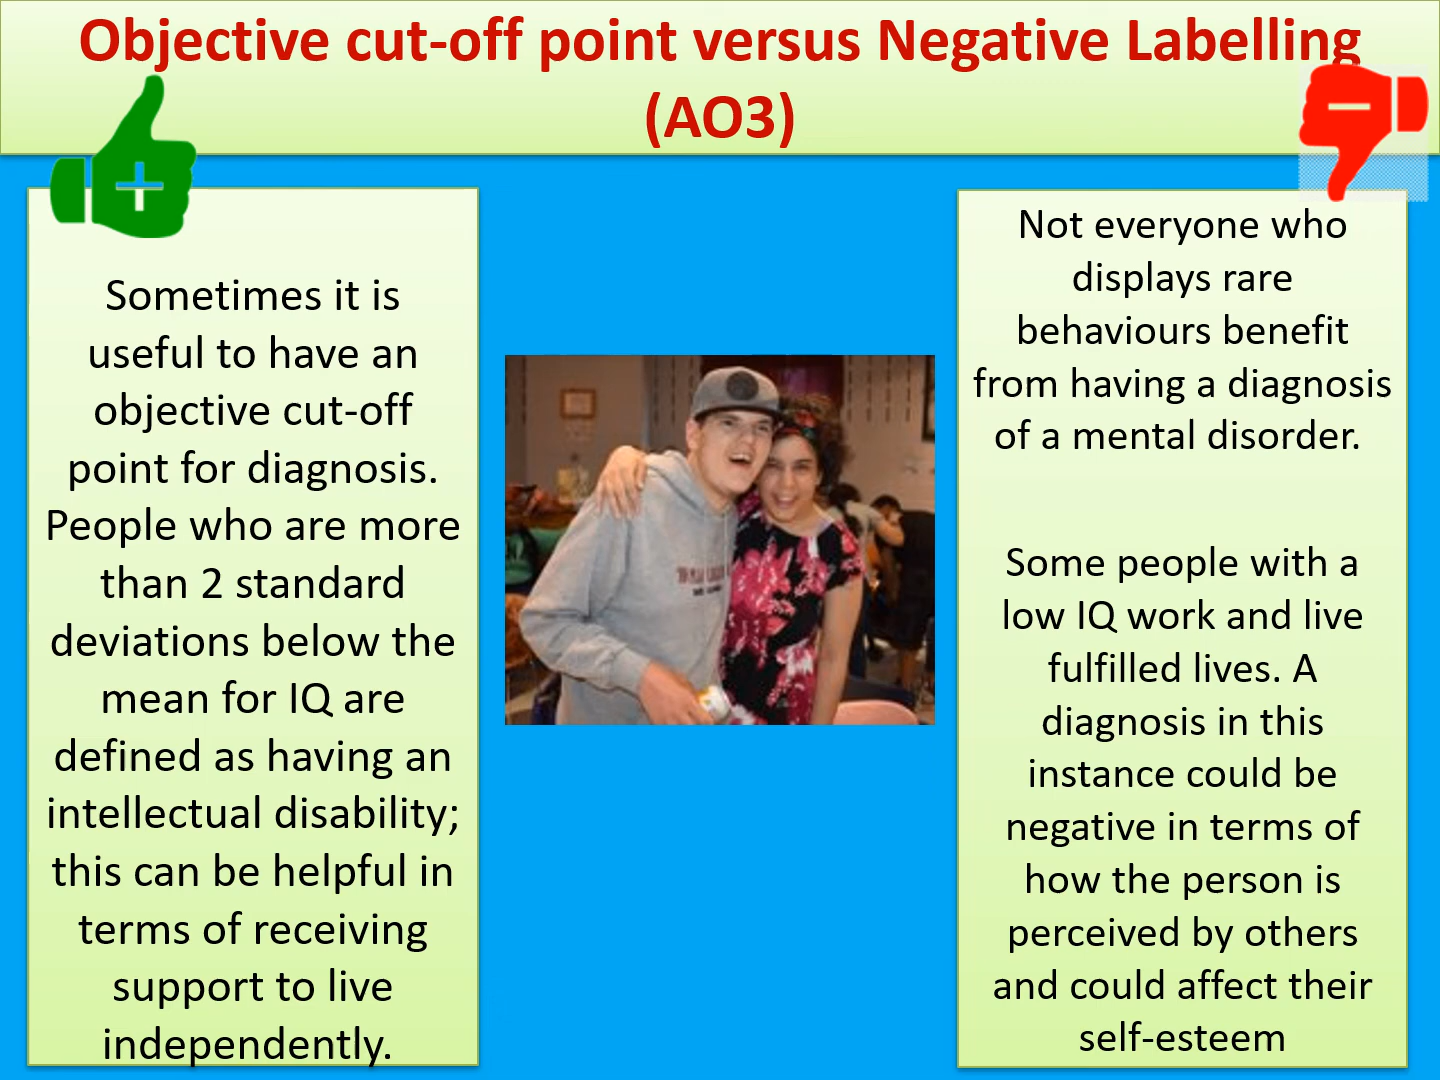 Objective cut-off point versus Negative Labelling
(AO3)
Sometimes it is
useful to have an
objective cut-off
point for diagnosis.
People who are more
than 2 standard
deviations below the
mean for IQ are
defined as having an
intellectual disability;
this can be helpful in
terms of receiving
support to live
independently.
Not everyone who
displays rare
behaviours benefit
from having a diagnosis
of a mental disorder.
Some people with a
low IQ work and live
fulfilled lives. A
diagnosis in this
instance could be
negative in terms of
how the person is
perceived by others
and could affect their
self-esteem